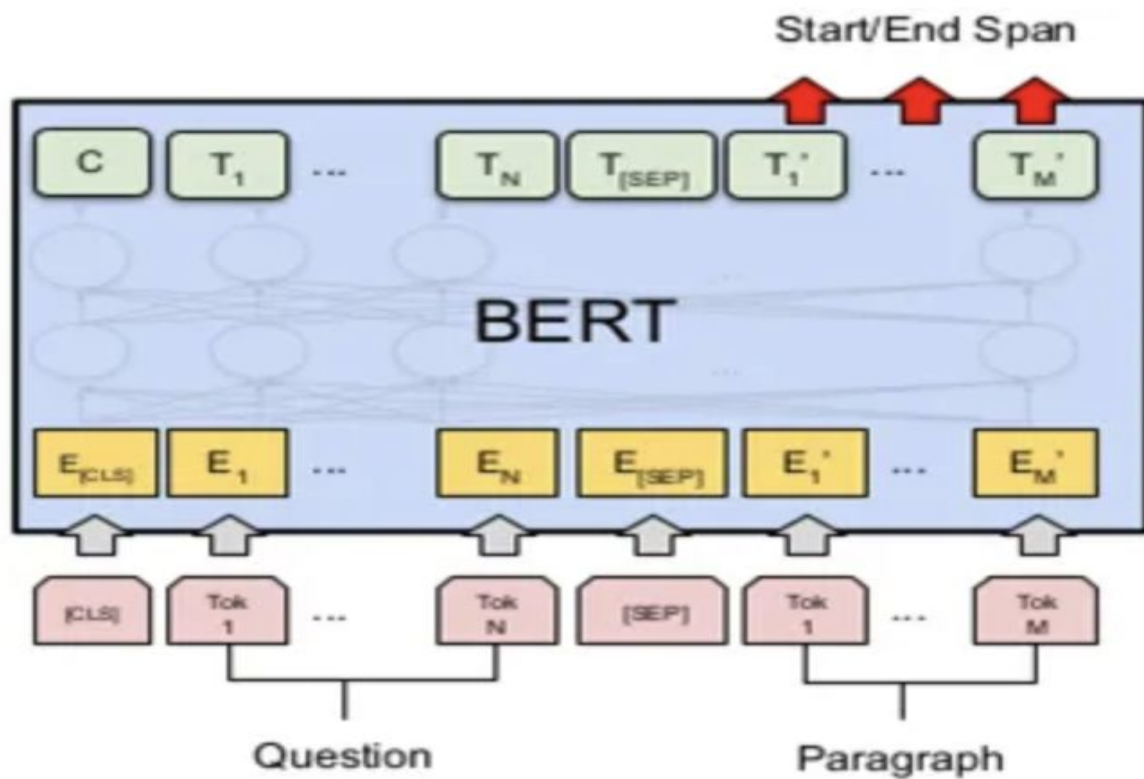 Start/End Span
C T1 ... TN T[SEP] T1' ... TM'
BERT
E[CLS] E1 ... EN E[SEP] E1' ... EM'
[CLS] Tok 1 ... Tok N [SEP] Tok 1 ... Tok M
Question Paragraph